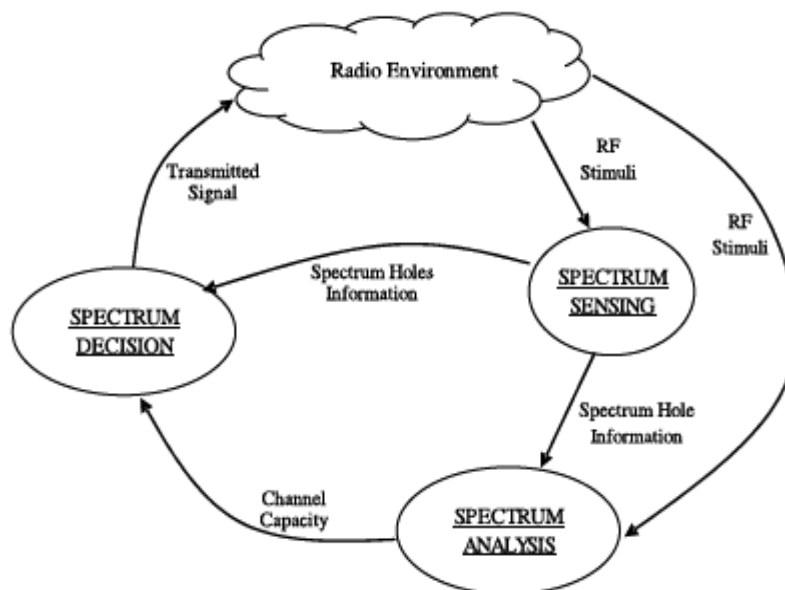 Radio Environment
RF
Stimuli
Transmitted
Signal
RF
Stimuli
Spectrum Holes
Information
SPECTRUM
SENSING
SPECTRUM
DECISION
Spectrum Hole
Information
Channel
Capacity
SPECTRUM
ANALYSIS